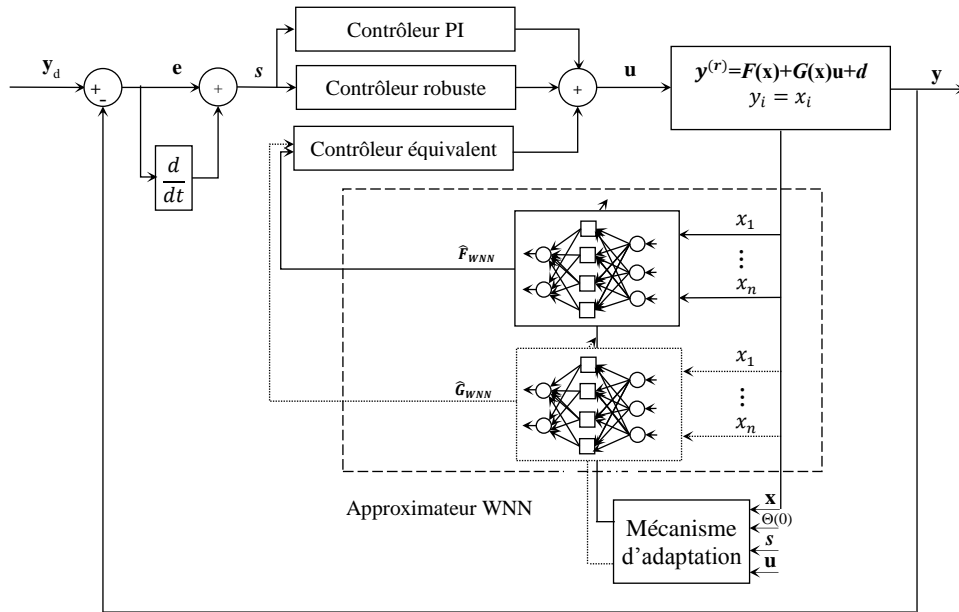 Contrôleur PI
y_d
+
-
e
+
s
Contrôleur robuste
+
u
y^(r)=F(x)+G(x)u+d
y_i = x_i
y
Contrôleur équivalent
d
dt
F̂_WNN
x_1
⋮
x_n
Ĝ_WNN
x_1
⋮
x_n
Approximateur WNN
Mécanisme
d'adaptation
x
Θ(0)
s
u